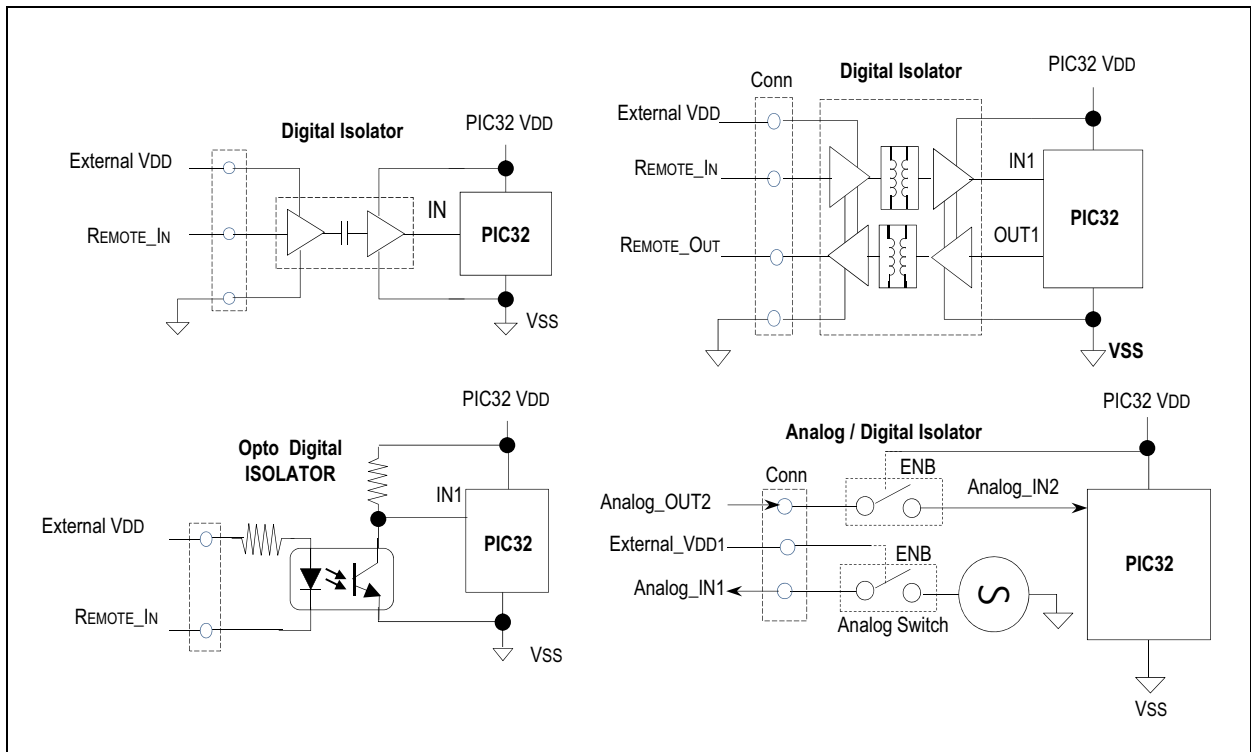 Digital Isolator
PIC32 VDD
External VDD
REMOTE_IN
IN
PIC32
VSS
Conn
Digital Isolator
PIC32 VDD
External VDD
REMOTE_IN
REMOTE_OUT
IN1
OUT1
PIC32
VSS
Opto Digital
ISOLATOR
PIC32 VDD
IN1
External VDD
REMOTE_IN
PIC32
VSS
PIC32 VDD
Analog / Digital Isolator
Conn
ENB
Analog_OUT2
Analog_IN2
External_VDD1
ENB
Analog_IN1
Analog Switch
S
PIC32
VSS